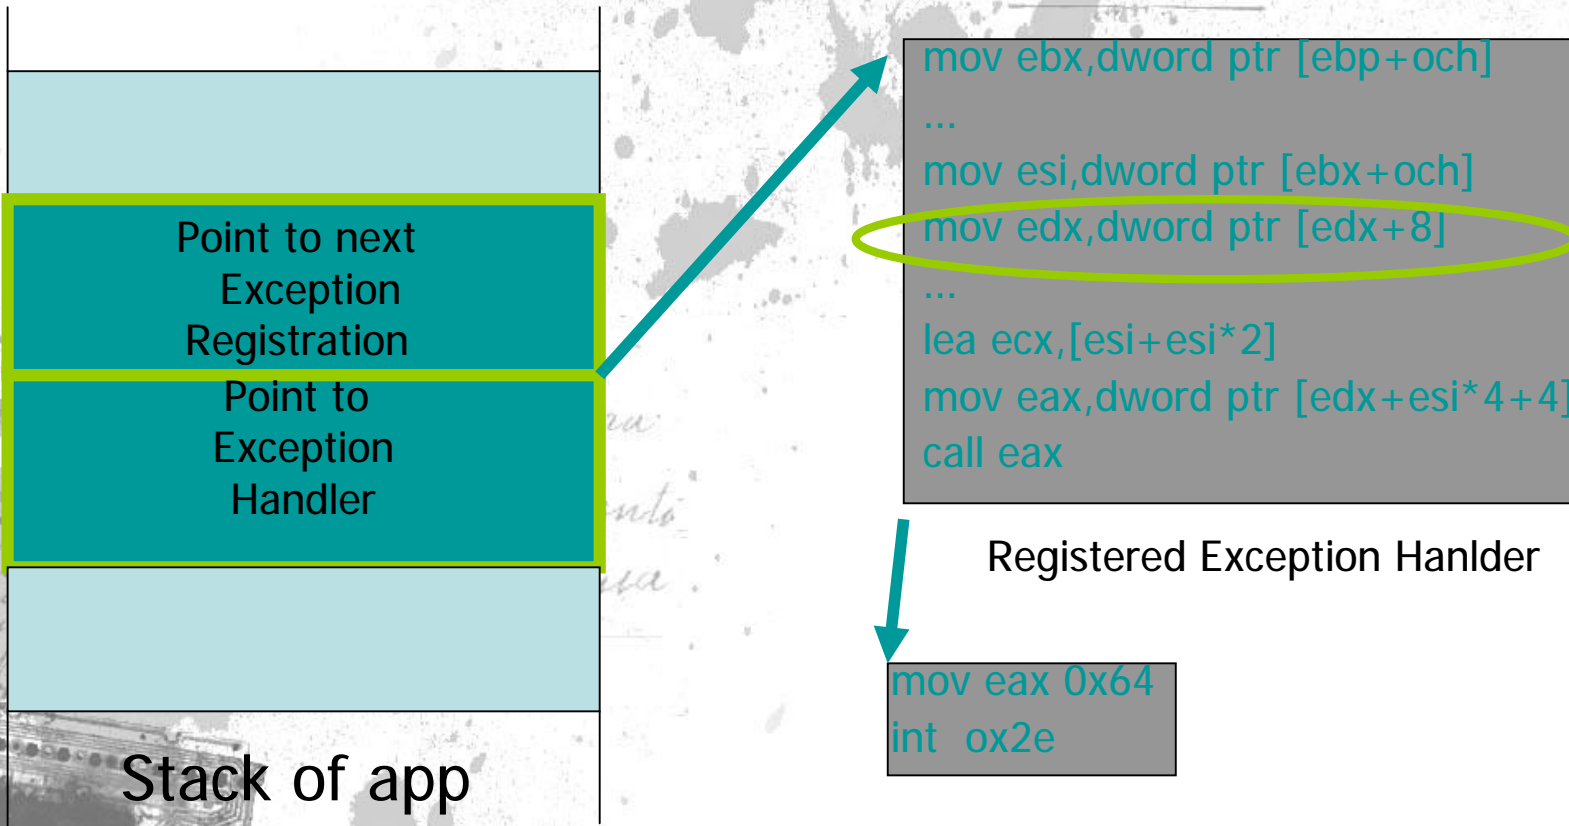 Point to next
Exception
Registration
Point to
Exception
Handler
Stack of app
mov ebx,dword ptr [ebp+och]
...
mov esi,dword ptr [ebx+och]
mov edx,dword ptr [edx+8]
...
lea ecx,[esi+esi*2]
mov eax,dword ptr [edx+esi*4+4]
call eax
Registered Exception Hanlder
mov eax 0x64
int ox2e